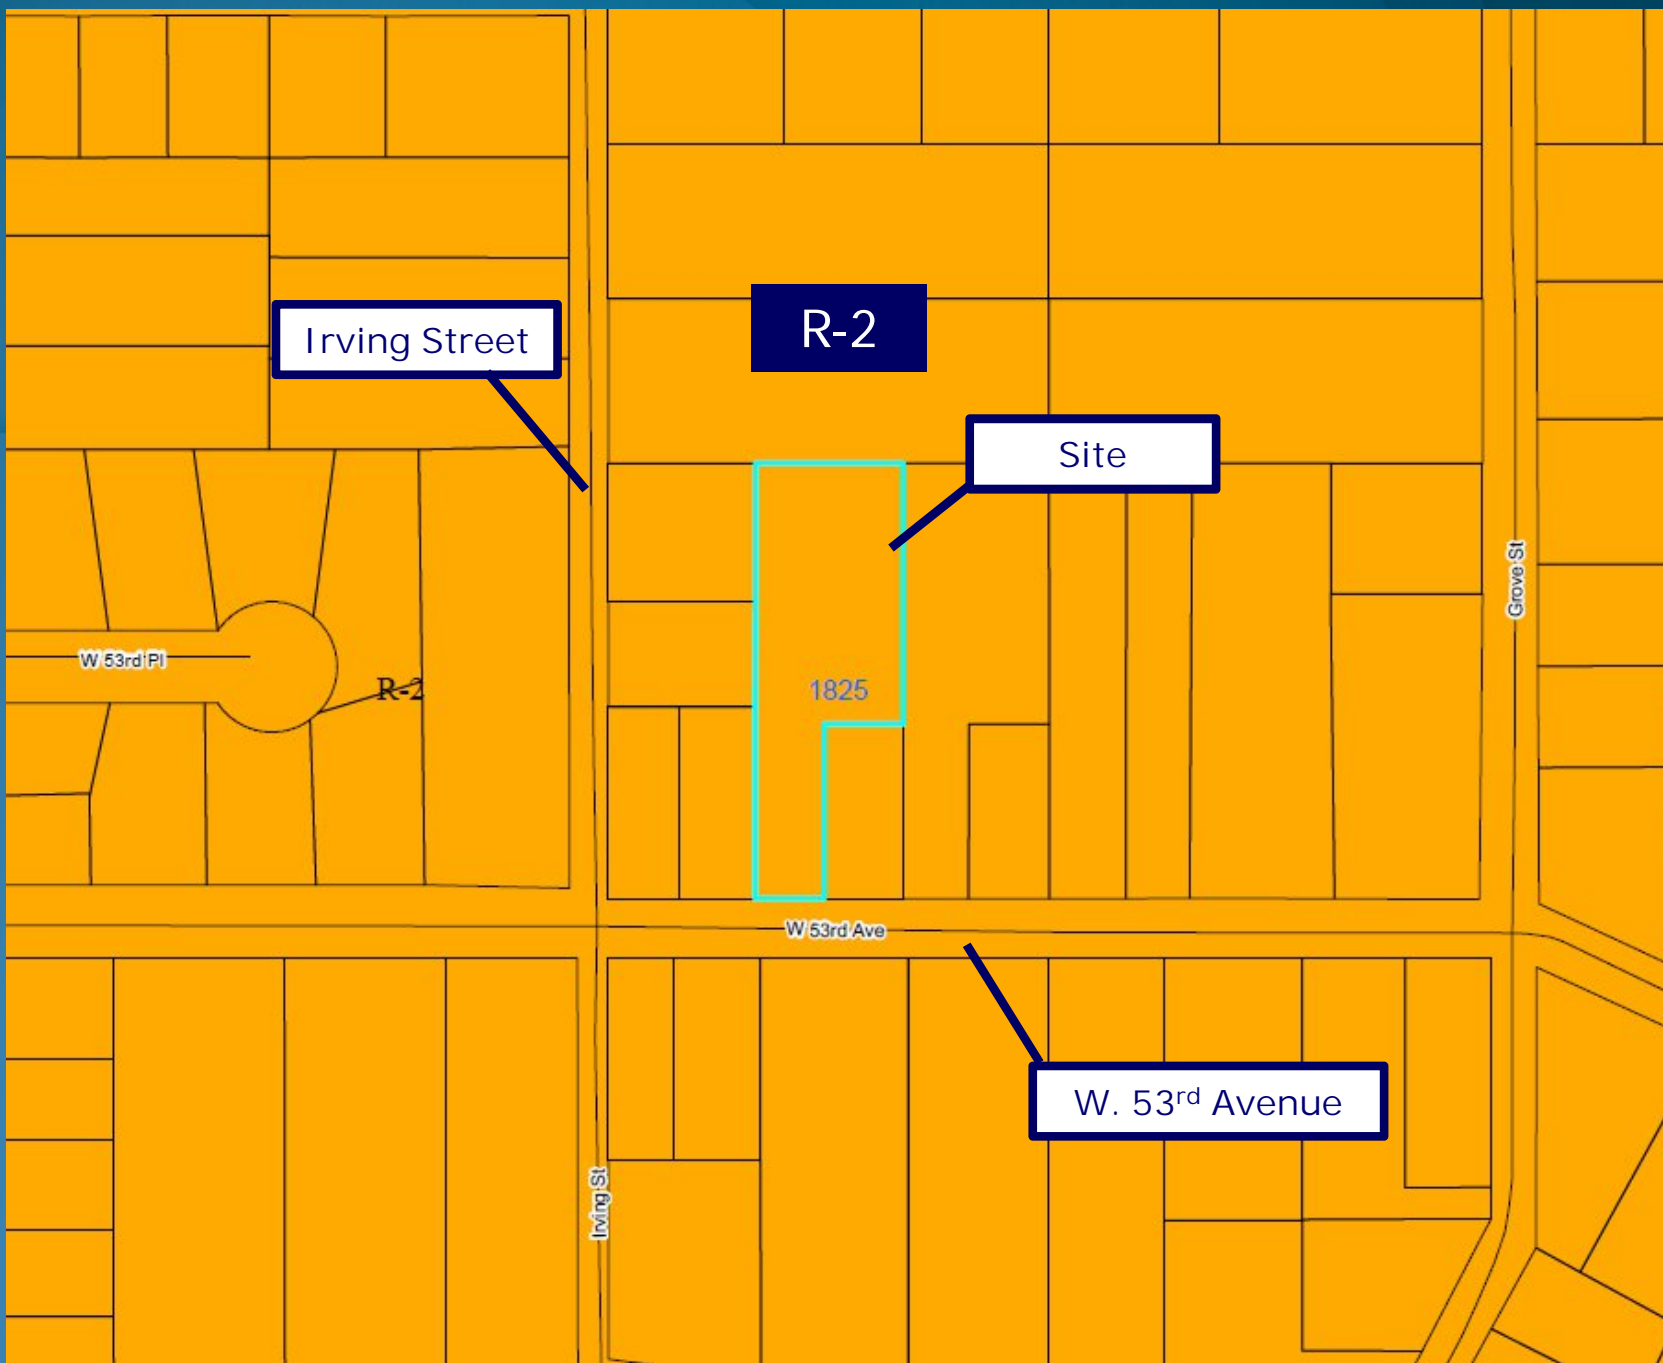 R-2
Irving Street
Site
Grove St
W 53rd Pl
R-2
1825
W 53rd Ave
W. 53rd Avenue
Irving St